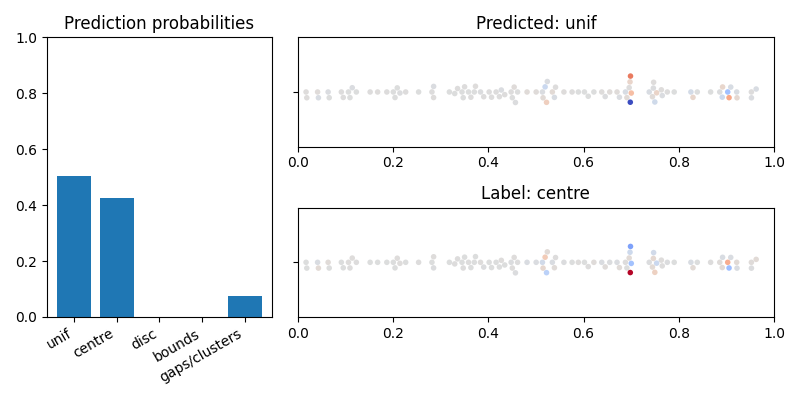 Prediction probabilities
1.0
0.8
0.6
0.4
0.2
0.0
unif
centre
disc
bounds
gaps/clusters
Predicted: unif
0.0 0.2 0.4 0.6 0.8 1.0
Label: centre
0.0 0.2 0.4 0.6 0.8 1.0